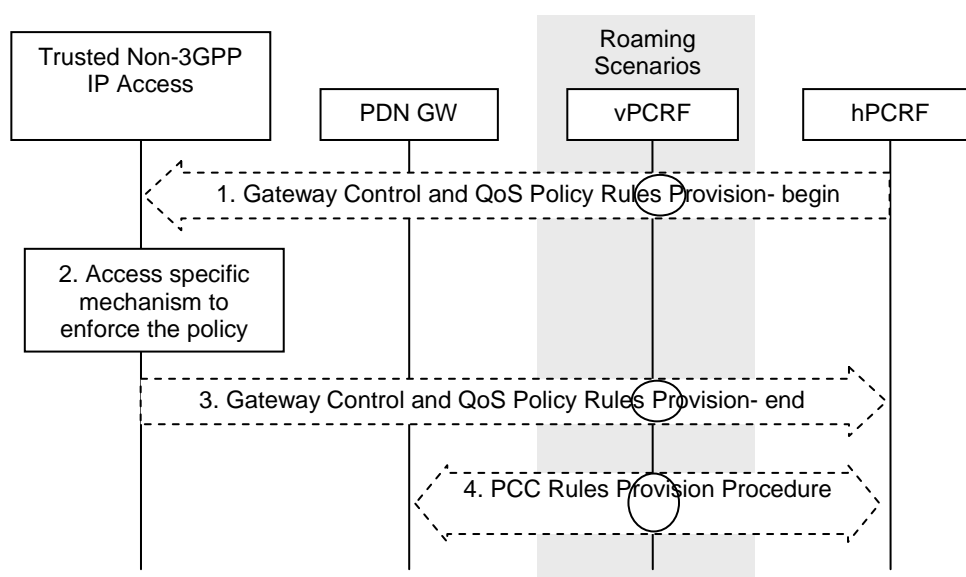 Trusted Non-3GPP
IP Access
PDN GW
Roaming
Scenarios
vPCRF
hPCRF
1. Gateway Control and QoS Policy Rules Provision- begin
2. Access specific
mechanism to
enforce the policy
3. Gateway Control and QoS Policy Rules Provision- end
4. PCC Rules Provision Procedure